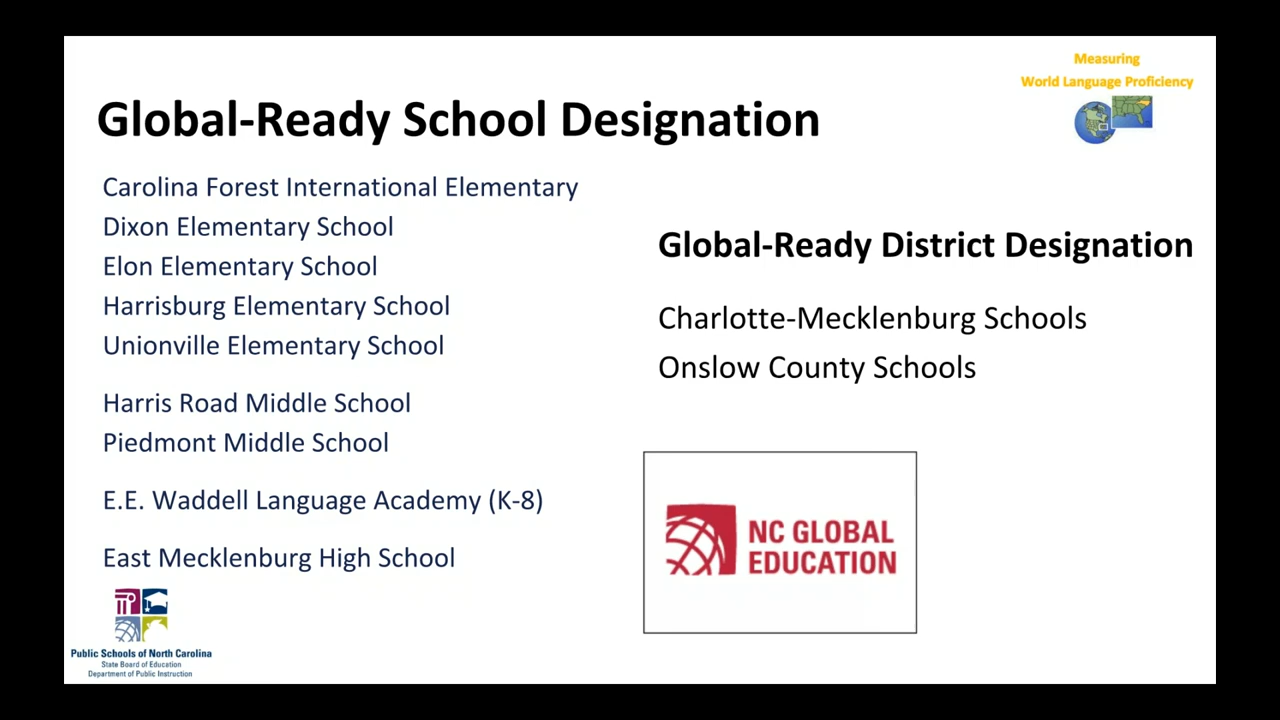 Measuring
World Language Proficiency
Global-Ready School Designation
Carolina Forest International Elementary
Dixon Elementary School
Elon Elementary School
Harrisburg Elementary School
Unionville Elementary School
Harris Road Middle School
Piedmont Middle School
E.E. Waddell Language Academy (K-8)
East Mecklenburg High School
Global-Ready District Designation
Charlotte-Mecklenburg Schools
Onslow County Schools
NC GLOBAL
EDUCATION
Public Schools of North Carolina
State Board of Education
Department of Public Instruction